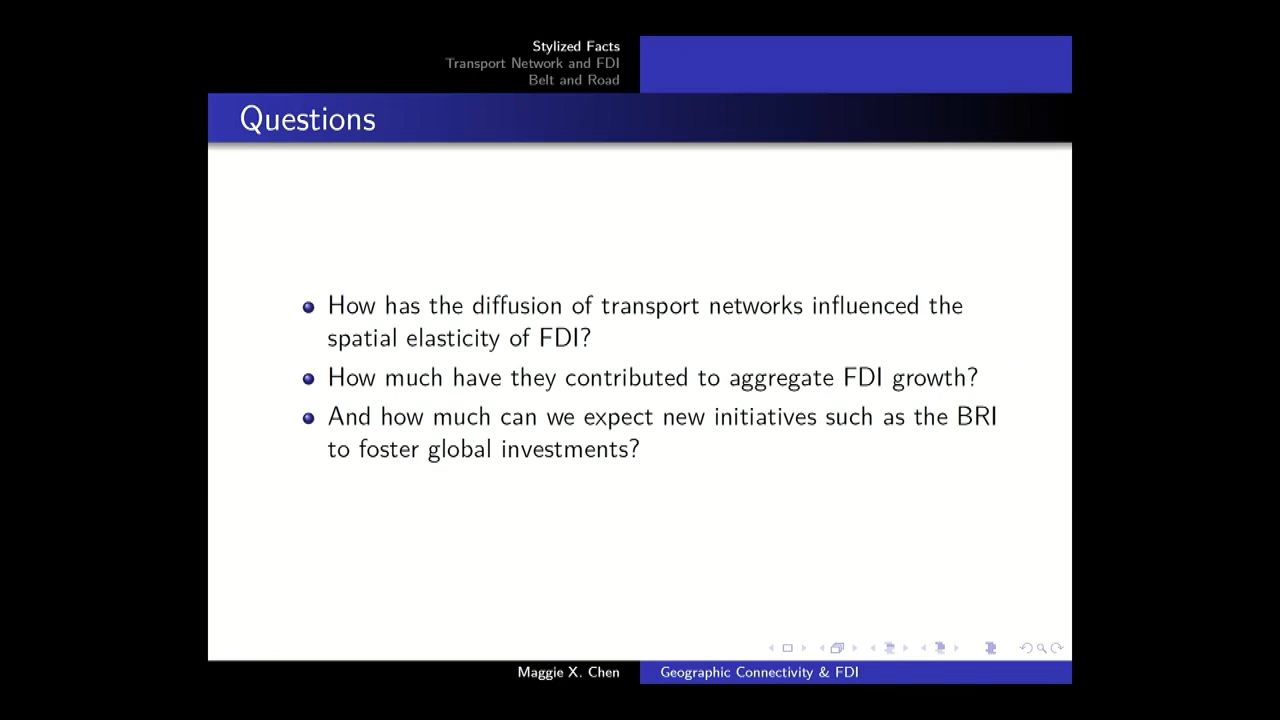 Stylized Facts
Transport Network and FDI
Belt and Road
Questions
How has the diffusion of transport networks influenced the
spatial elasticity of FDI?
How much have they contributed to aggregate FDI growth?
And how much can we expect new initiatives such as the BRI
to foster global investments?
Maggie X. Chen
Geographic Connectivity & FDI